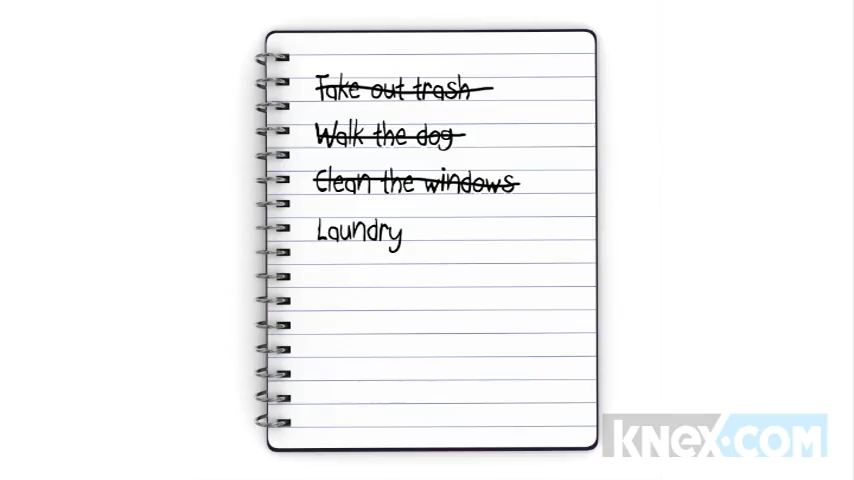 Take out trash
Walk the dog
Clean the windows
Laundry
KNEX.COM